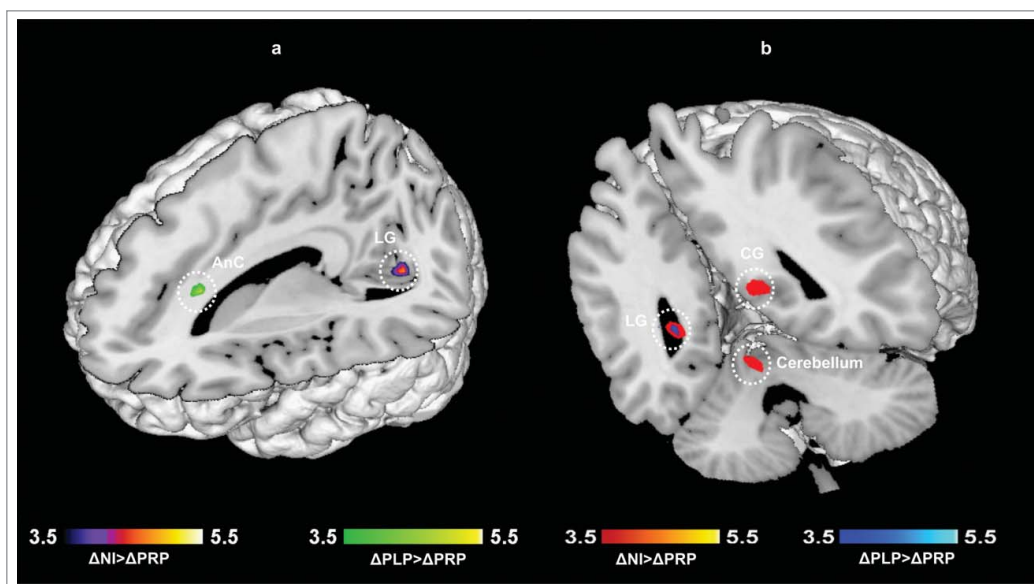 a
b
AnC
LG
CG
LG
Cerebellum
3.5 5.5
ΔNI>ΔPRP
3.5 5.5
ΔPLP>ΔPRP
3.5 5.5
ΔNI>ΔPRP
3.5 5.5
ΔPLP>ΔPRP